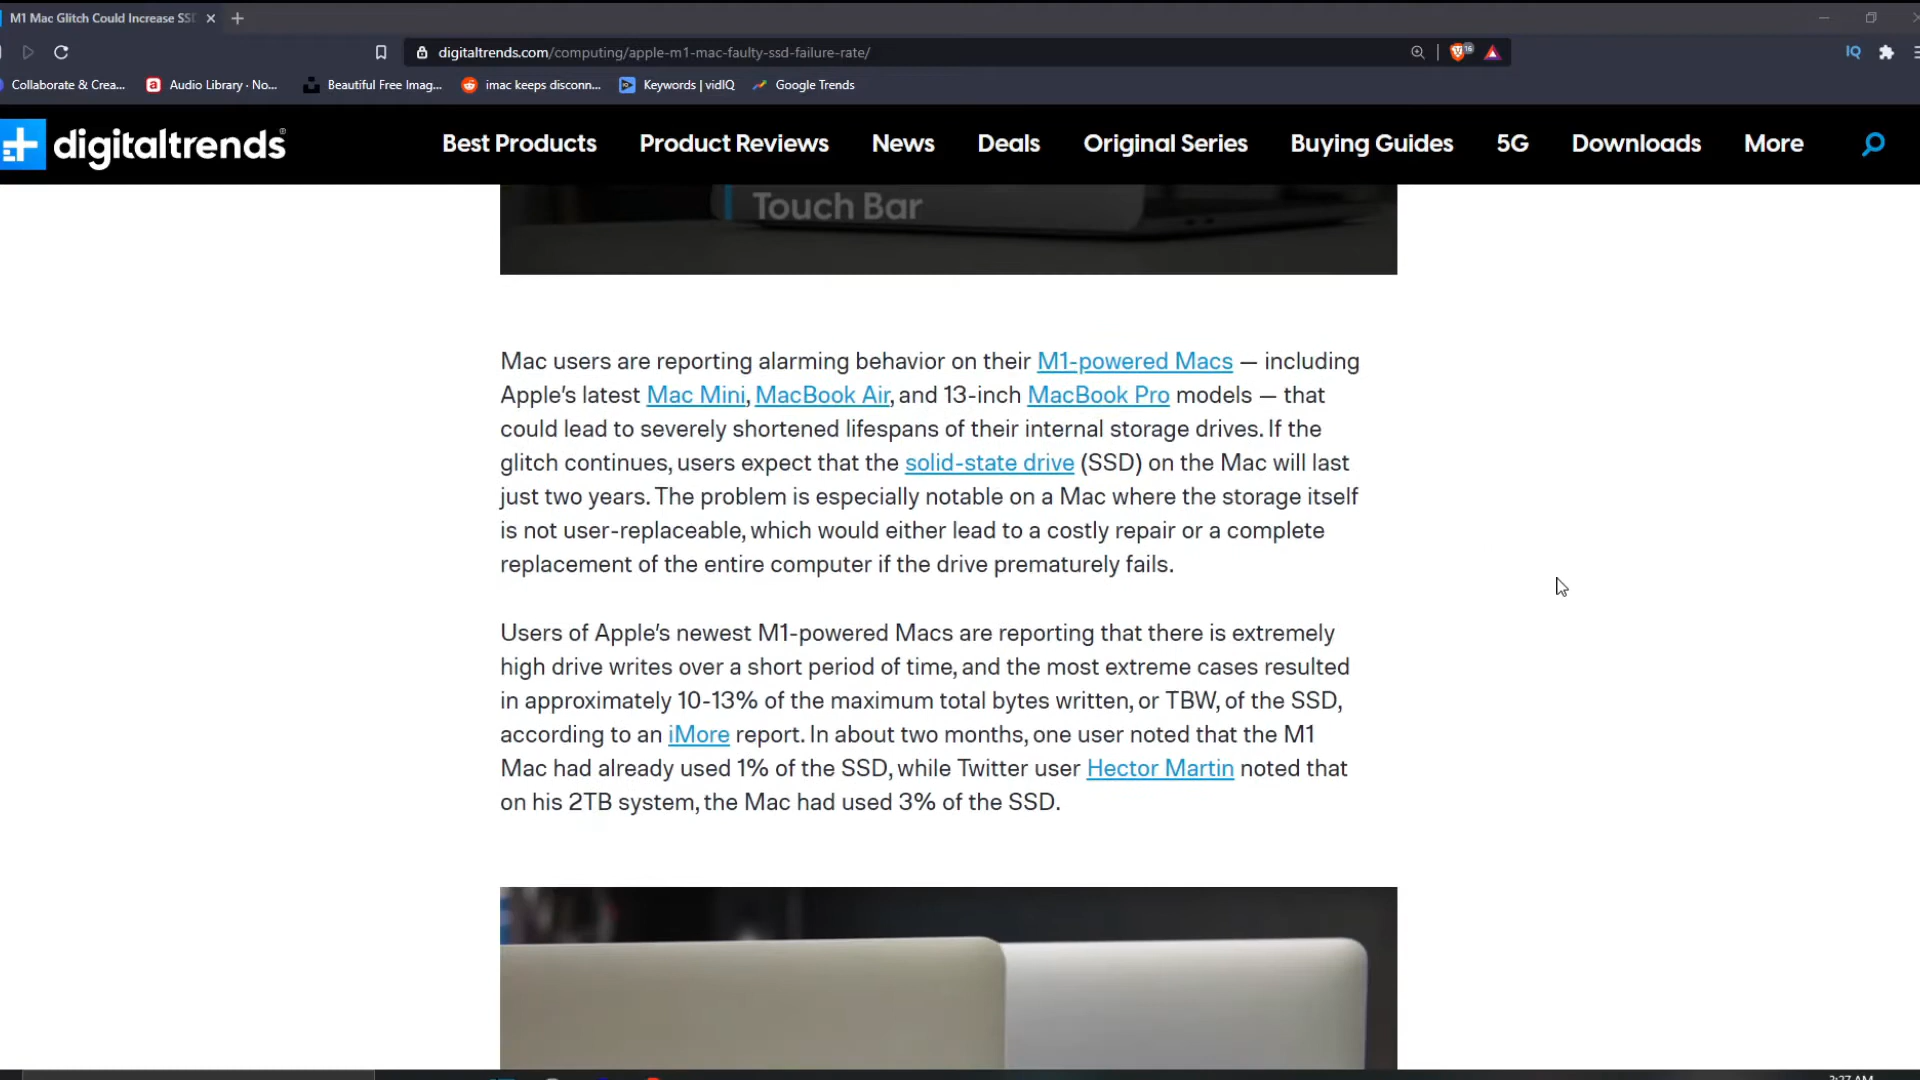 M1 Mac Glitch Could Increase SS
digitaltrends.com/computing/apple-m1-mac-faulty-ssd-failure-rate/
16
IQ
Collaborate & Crea... a Audio Library · No... Beautiful Free Imag... imac keeps disconn... Keywords | vidIQ Google Trends
digitaltrends Best Products Product Reviews News Deals Original Series Buying Guides 5G Downloads More
Touch Bar
Mac users are reporting alarming behavior on their M1-powered Macs — including
Apple's latest Mac Mini, MacBook Air, and 13-inch MacBook Pro models — that
could lead to severely shortened lifespans of their internal storage drives. If the
glitch continues, users expect that the solid-state drive (SSD) on the Mac will last
just two years. The problem is especially notable on a Mac where the storage itself
is not user-replaceable, which would either lead to a costly repair or a complete
replacement of the entire computer if the drive prematurely fails.
Users of Apple's newest M1-powered Macs are reporting that there is extremely
high drive writes over a short period of time, and the most extreme cases resulted
in approximately 10-13% of the maximum total bytes written, or TBW, of the SSD,
according to an iMore report. In about two months, one user noted that the M1
Mac had already used 1% of the SSD, while Twitter user Hector Martin noted that
on his 2TB system, the Mac had used 3% of the SSD.